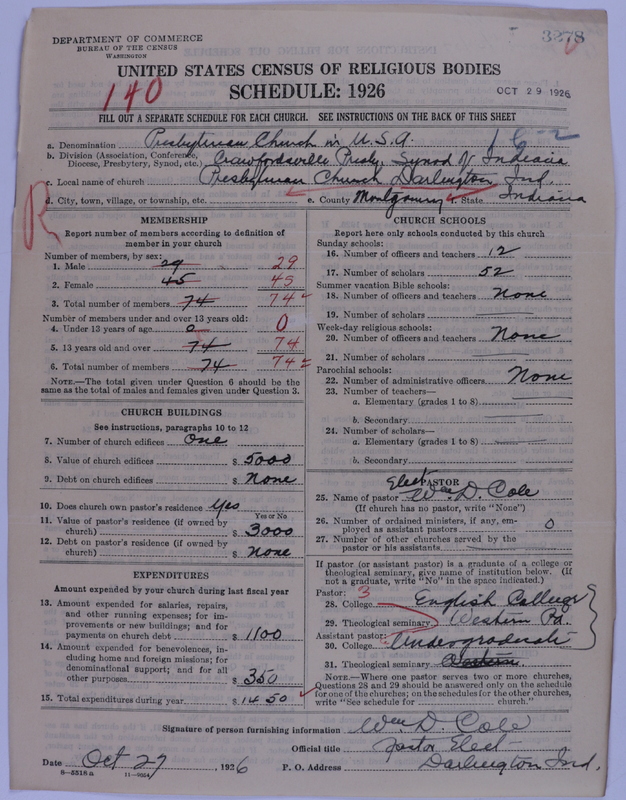 DEPARTMENT OF COMMERCE
BUREAU OF THE CENSUS
WASHINGTON
3278
UNITED STATES CENSUS OF RELIGIOUS BODIES
140
SCHEDULE: 1926
OCT 29 1926
FILL OUT A SEPARATE SCHEDULE FOR EACH CHURCH. SEE INSTRUCTIONS ON THE BACK OF THIS SHEET
16-2
a. Denomination Presbyterian Church in U.S.A.
b. Division (Association, Conference, Diocese, Presbytery, Synod, etc.) Crawfordsville Presby. Synod of Indiana
c. Local name of church Presbyterian Church Darlington, Ind.
d. City, town, village, or township, etc. e. County Montgomery f. State Indiana
R
MEMBERSHIP
Report number of members according to definition of
member in your church
Number of members, by sex:
1. Male 29 29
2. Female 45 45
3. Total number of members 74 74
Number of members under and over 13 years old:
4. Under 13 years of age 0 0
5. 13 years old and over 74 74
6. Total number of members 74 74
NOTE.—The total given under Question 6 should be the
same as the total of males and females given under Question 3.
CHURCH BUILDINGS
See instructions, paragraphs 10 to 12
7. Number of church edifices One
8. Value of church edifices $ 5000
9. Debt on church edifices $ None
10. Does church own pastor's residence Yes
Yes or No
11. Value of pastor's residence (if owned by
church) $ 3000
12. Debt on pastor's residence (if owned by
church) $ None
EXPENDITURES
Amount expended by your church during last fiscal year
13. Amount expended for salaries, repairs,
and other running expenses; for im-
provements or new buildings; and for
payments on church debt $ 1100
14. Amount expended for benevolences, in-
cluding home and foreign missions; for
denominational support; and for all
other purposes $ 350
15. Total expenditures during year $ 1450
CHURCH SCHOOLS
Report here only schools conducted by this church
Sunday schools:
16. Number of officers and teachers 12
17. Number of scholars 52
Summer vacation Bible schools:
18. Number of officers and teachers None
19. Number of scholars
Week-day religious schools:
20. Number of officers and teachers None
21. Number of scholars
Parochial schools:
22. Number of administrative officers None
23. Number of teachers—
a. Elementary (grades 1 to 8)
b. Secondary
24. Number of scholars—
a. Elementary (grades 1 to 8)
b. Secondary
Elect PASTOR
25. Name of pastor Wm D. Cole
(If church has no pastor, write "None")
26. Number of ordained ministers, if any, em-
ployed as assistant pastors 0
27. Number of other churches served by the
pastor or his assistants
If pastor (or assistant pastor) is a graduate of a college or
theological seminary, give name of institution below. (If
not a graduate, write "No" in the space indicated.)
Pastor: 3
28. College English College
29. Theological seminary Western Pa.
Assistant pastor:
30. College Undergraduate
31. Theological seminary Western
NOTE.—Where one pastor serves two or more churches,
Questions 28 and 29 should be answered only on the schedule
for one of the churches; on the schedules for the other churches,
write "See schedule for church."
Signature of person furnishing information Wm D. Cole
Official title Pastor Elect
Date Oct 27, 1926 P. O. Address Darlington Ind.
8—5518 a 11—9554